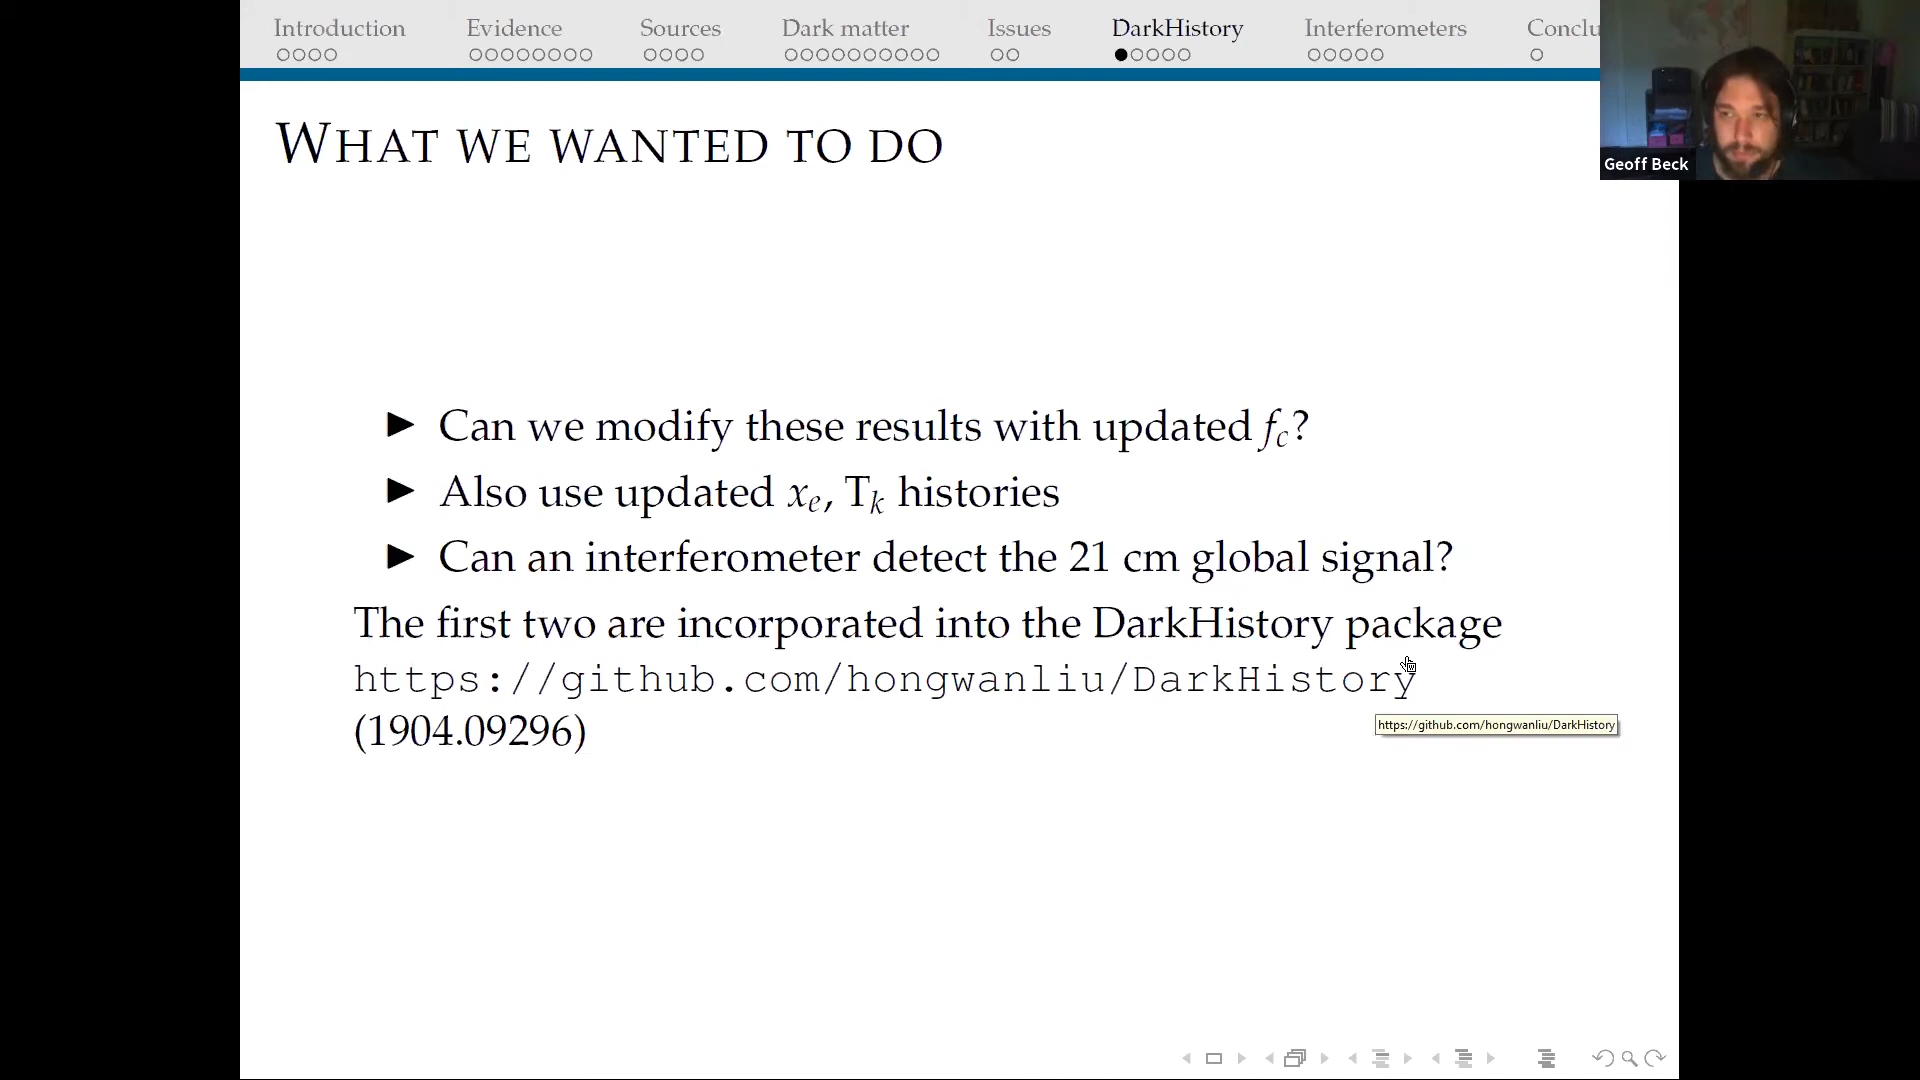 Introduction Evidence Sources Dark matter Issues DarkHistory Interferometers Conclu
Geoff Beck
WHAT WE WANTED TO DO
Can we modify these results with updated fc?
Also use updated xe, Tk histories
Can an interferometer detect the 21 cm global signal?
The first two are incorporated into the DarkHistory package
https://github.com/hongwanliu/DarkHistory
https://github.com/hongwanliu/DarkHistory
(1904.09296)